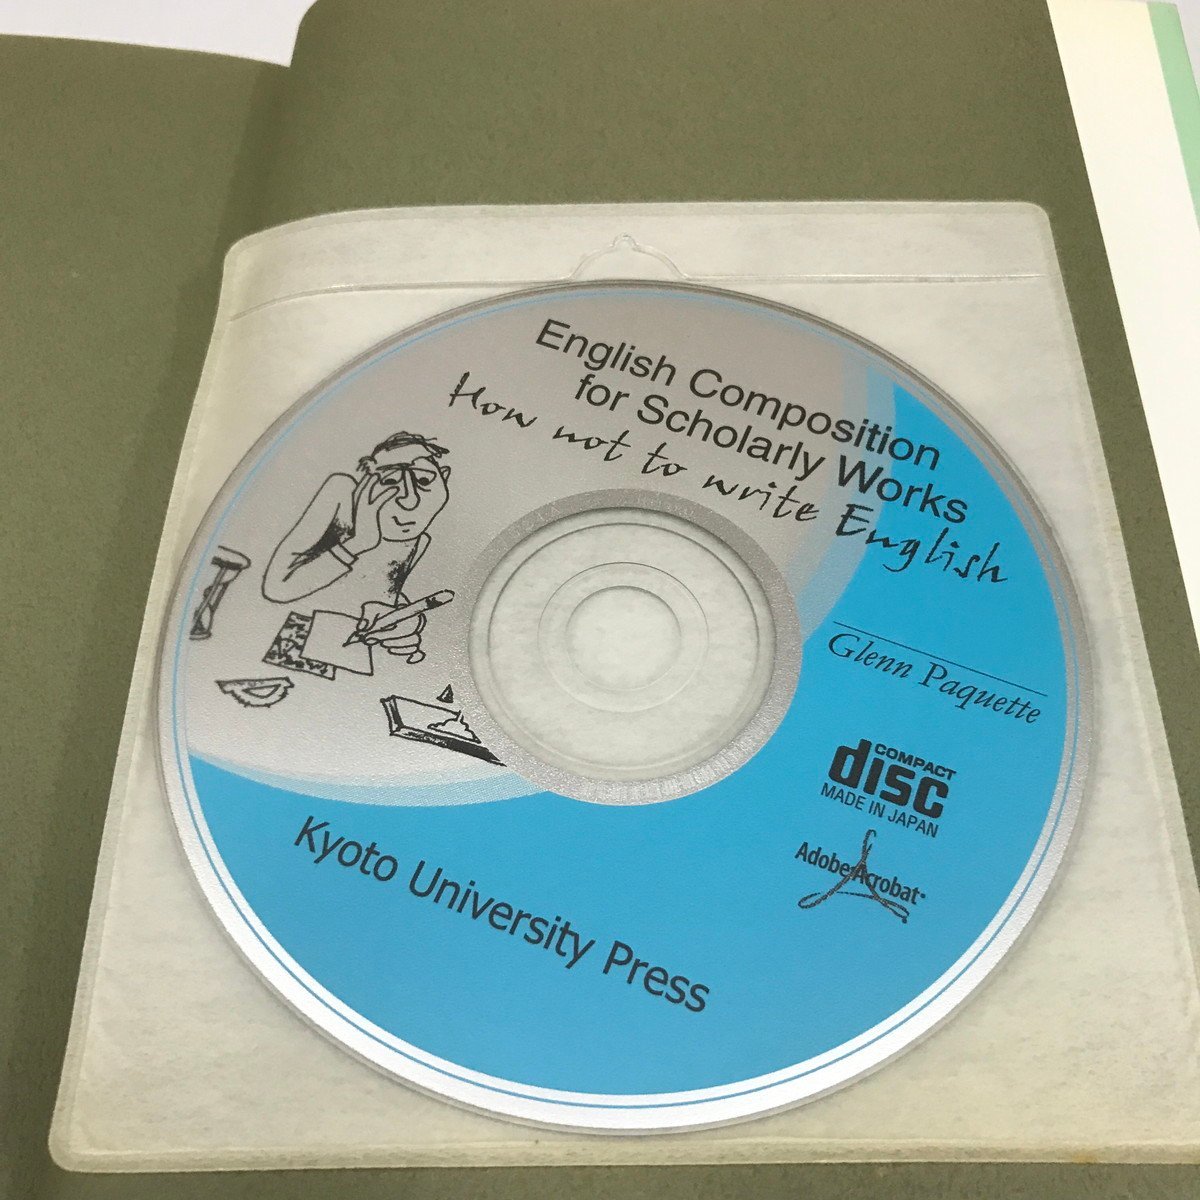 English Composition
for Scholarly Works
How not to write English
Glenn Paquette
COMPACT
disc
MADE IN JAPAN
Adobe Acrobat
Kyoto University Press